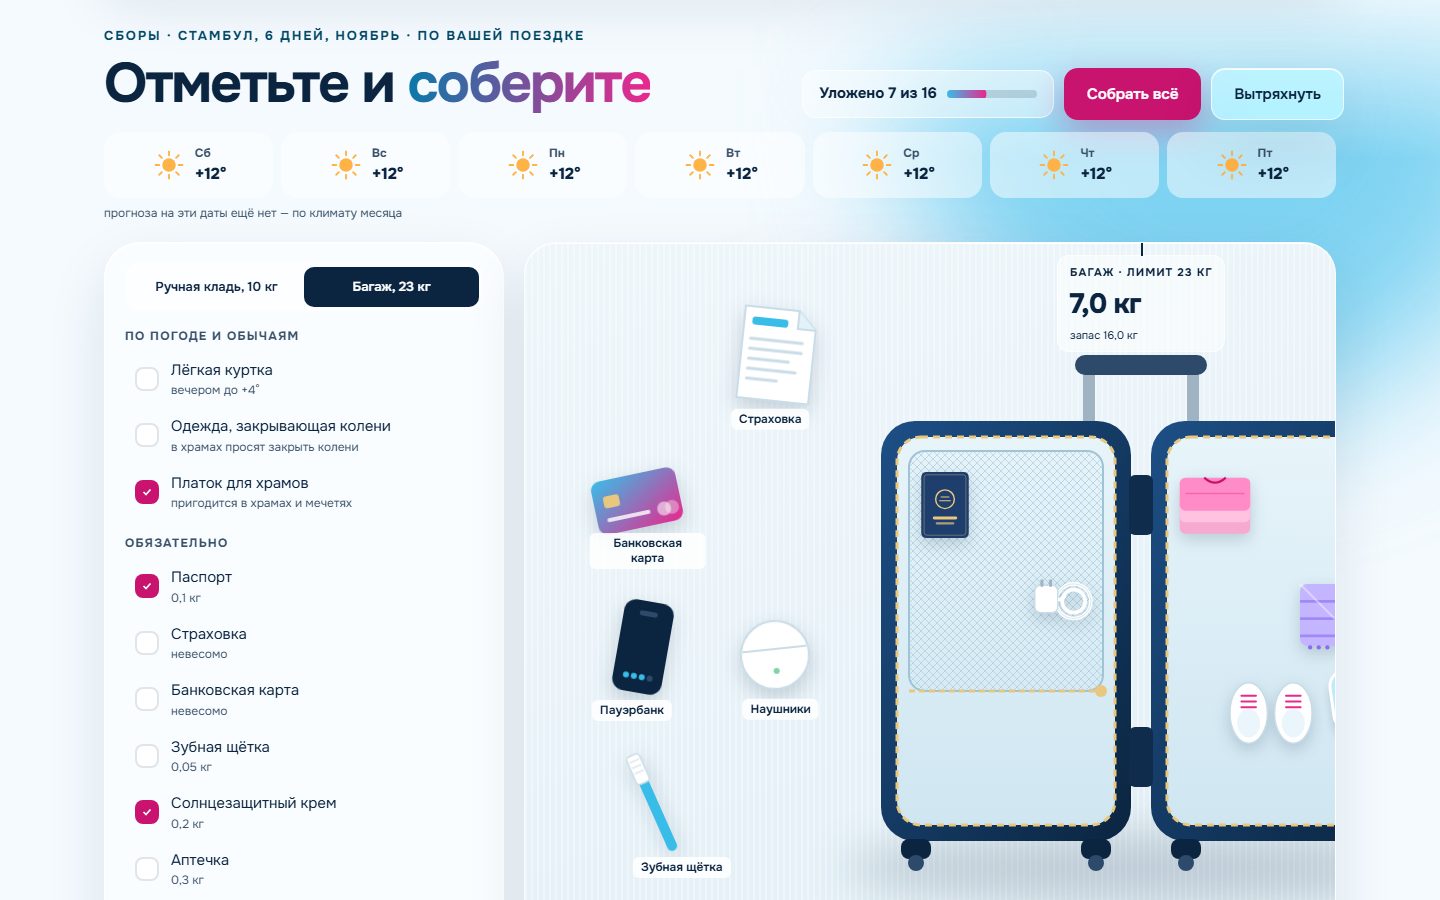 СБОРЫ · СТАМБУЛ, 6 ДНЕЙ, НОЯБРЬ · ПО ВАШЕЙ ПОЕЗДКЕ
Отметьте и соберите
Уложено 7 из 16
Собрать всё
Вытряхнуть
Сб
+12°
Вс
+12°
Пн
+12°
Вт
+12°
Ср
+12°
Чт
+12°
Пт
+12°
прогноза на эти даты ещё нет — по климату месяца
Ручная кладь, 10 кг
Багаж, 23 кг
ПО ПОГОДЕ И ОБЫЧАЯМ
Лёгкая куртка
вечером до +4°
Одежда, закрывающая колени
в храмах просят закрыть колени
Платок для храмов
пригодится в храмах и мечетях
ОБЯЗАТЕЛЬНО
Паспорт
0,1 кг
Страховка
невесомо
Банковская карта
невесомо
Зубная щётка
0,05 кг
Солнцезащитный крем
0,2 кг
Аптечка
0,3 кг
БАГАЖ · ЛИМИТ 23 КГ
7,0 кг
запас 16,0 кг
Страховка
Банковская
карта
Пауэрбанк
Наушники
Зубная щётка